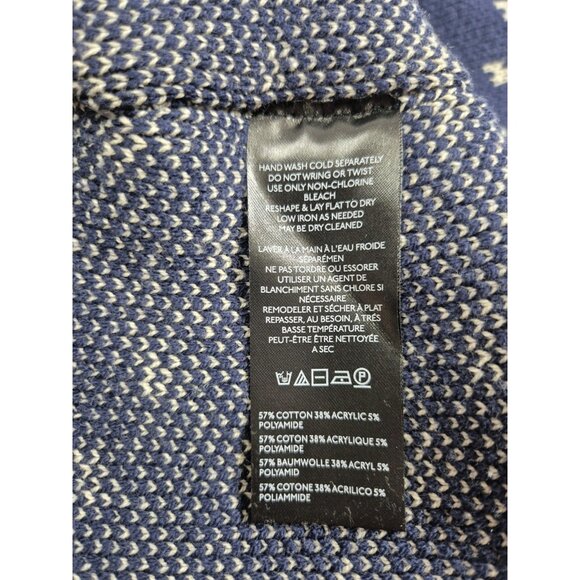 HAND WASH COLD SEPARATELY
DO NOT WRING OR TWIST
USE ONLY NON-CHLORINE
BLEACH
RESHAPE & LAY FLAT TO DRY
LOW IRON AS NEEDED
MAY BE DRY CLEANED
LAVER À LA MAIN À L'EAU FROIDE
SÉPARÉMEN
NE PAS TORDRE OU ESSORER
UTILISER UN AGENT DE
BLANCHIMENT SANS CHLORE SI
NÉCESSAIRE
REMODELER ET SÉCHER À PLAT
REPASSER, AU BESOIN, À TRÉS
BASSE TEMPÉRATURE
PEUT-ÊTRE ÊTRE NETTOYÉE
A SEC
57% COTTON 38% ACRYLIC 5%
POLYAMIDE
57% COTON 38% ACRYLIQUE 5%
POLYAMIDE
57% BAUMWOLLE 38% ACRYL 5%
POLYAMID
57% COTONE 38% ACRILICO 5%
POLIAMMIDE